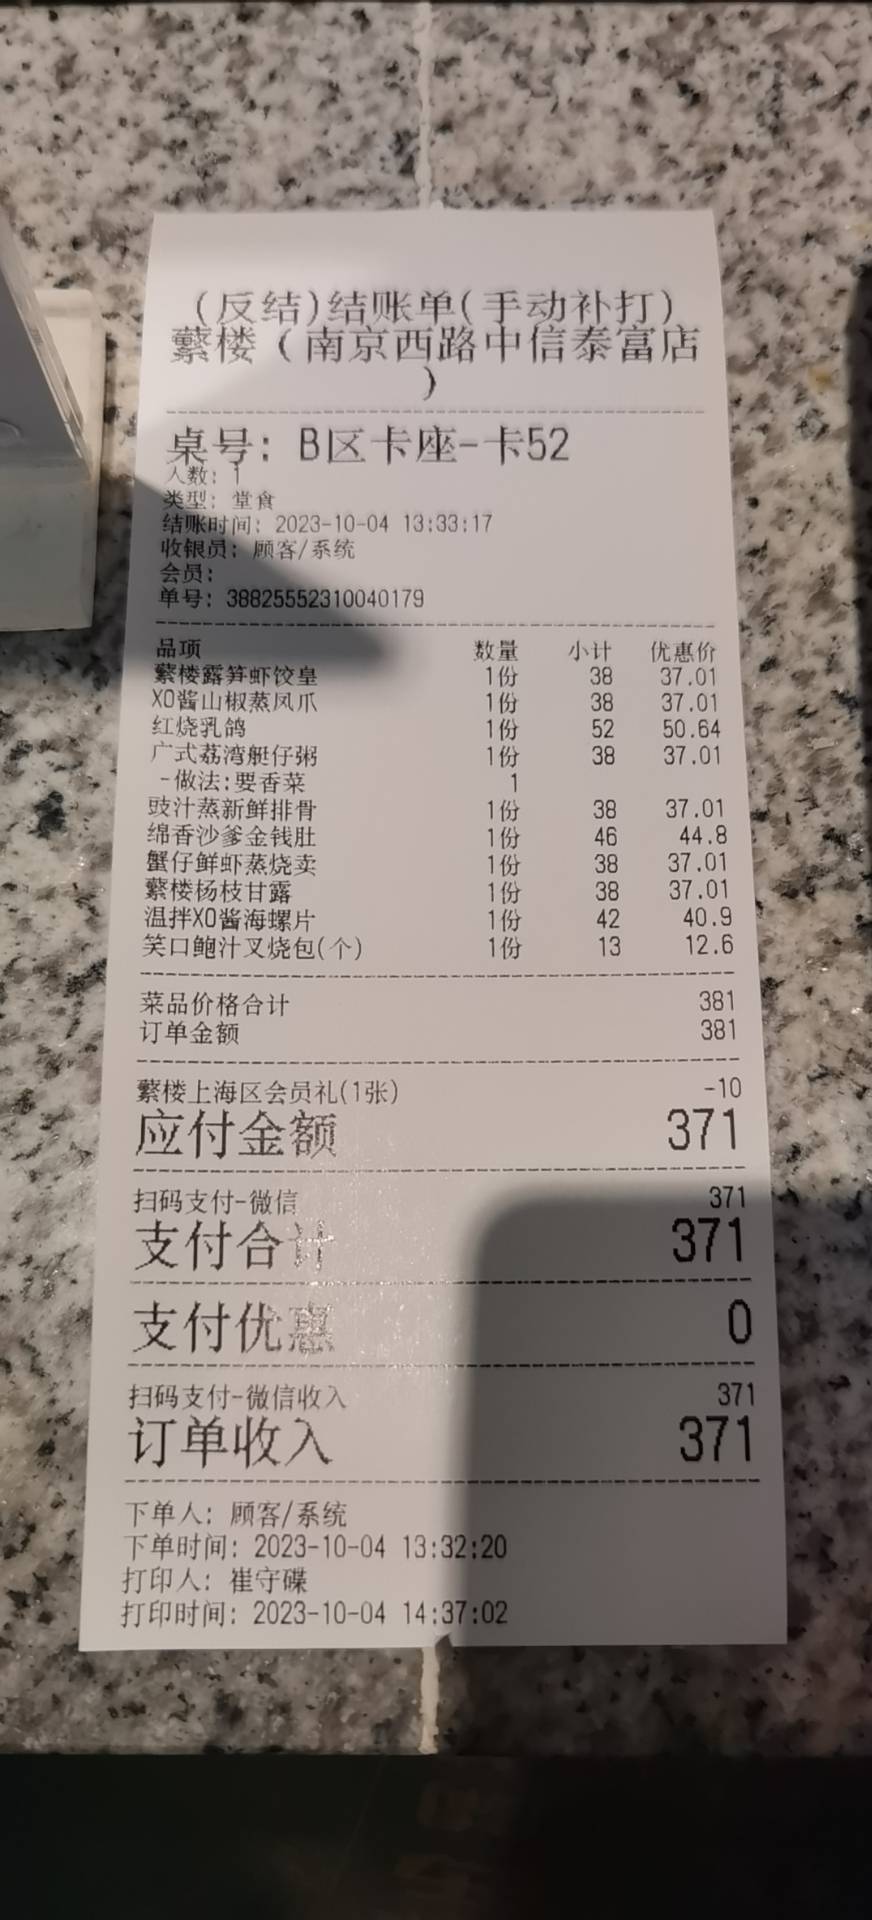 (反结)结账单(手动补打)
蘩楼(南京西路中信泰富店
)
桌号: B区卡座-卡52
人数: 1
类型: 堂食
结账时间: 2023-10-04 13:33:17
收银员: 顾客/系统
会员:
单号: 38825552310040179
品项 数量 小计 优惠价
蘩楼露笋虾饺皇 1份 38 37.01
XO酱山椒蒸凤爪 1份 38 37.01
红烧乳鸽 1份 52 50.64
广式荔湾艇仔粥 1份 38 37.01
-做法:要香菜 1
豉汁蒸新鲜排骨 1份 38 37.01
绵香沙爹金钱肚 1份 46 44.8
蟹仔鲜虾蒸烧卖 1份 38 37.01
蘩楼杨枝甘露 1份 38 37.01
温拌XO酱海螺片 1份 42 40.9
笑口鲍汁叉烧包(个) 1份 13 12.6
菜品价格合计 381
订单金额 381
蘩楼上海区会员礼(1张) -10
应付金额 371
扫码支付-微信 371
支付合计 371
支付优惠 0
扫码支付-微信收入 371
订单收入 371
下单人: 顾客/系统
下单时间: 2023-10-04 13:32:20
打印人: 崔守碟
打印时间: 2023-10-04 14:37:02